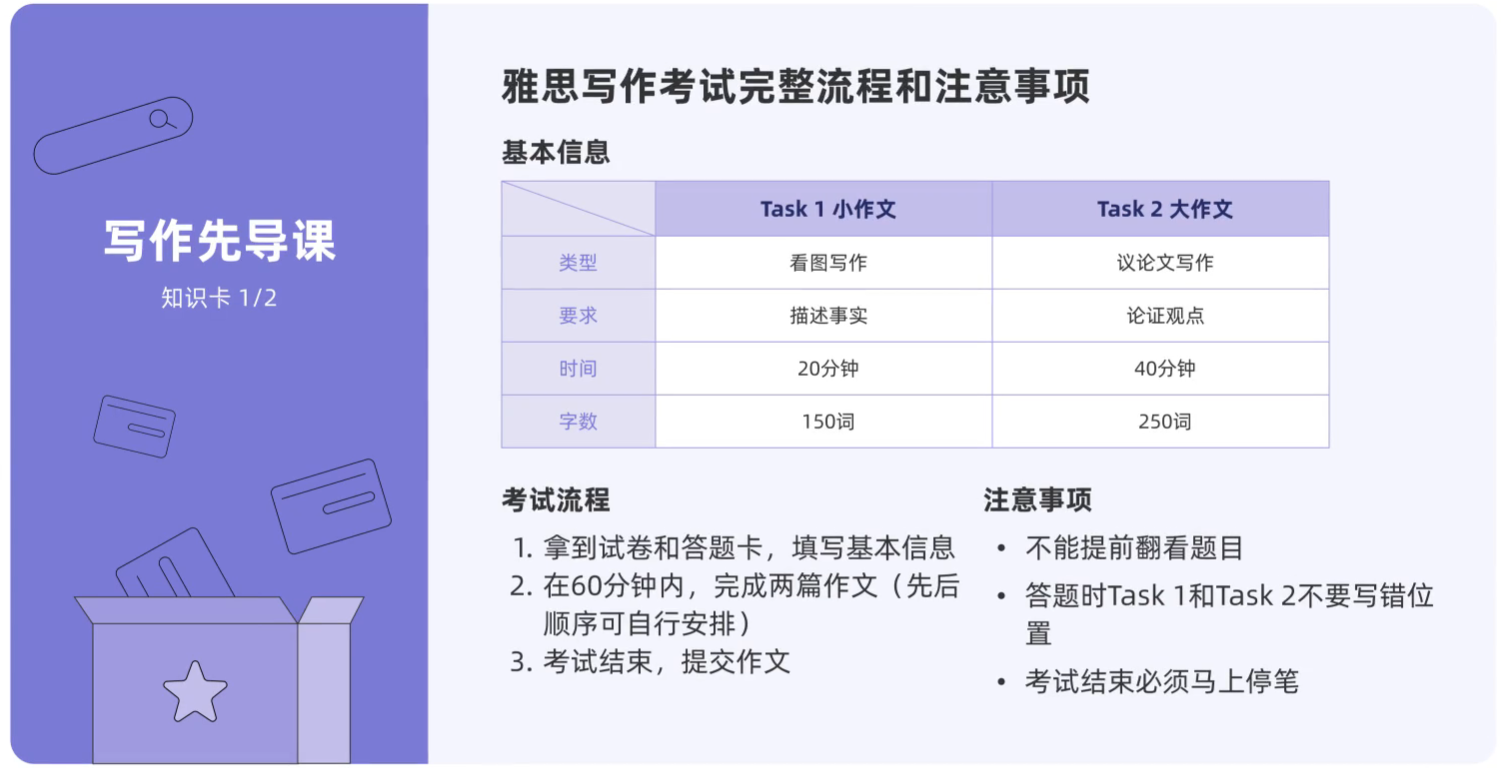 写作先导课
知识卡 1/2
雅思写作考试完整流程和注意事项
基本信息
Task 1 小作文 Task 2 大作文
类型 看图写作 议论文写作
要求 描述事实 论证观点
时间 20分钟 40分钟
字数 150词 250词
考试流程
1. 拿到试卷和答题卡，填写基本信息
2. 在60分钟内，完成两篇作文（先后
顺序可自行安排）
3. 考试结束，提交作文
注意事项
• 不能提前翻看题目
• 答题时Task 1和Task 2不要写错位
置
• 考试结束必须马上停笔